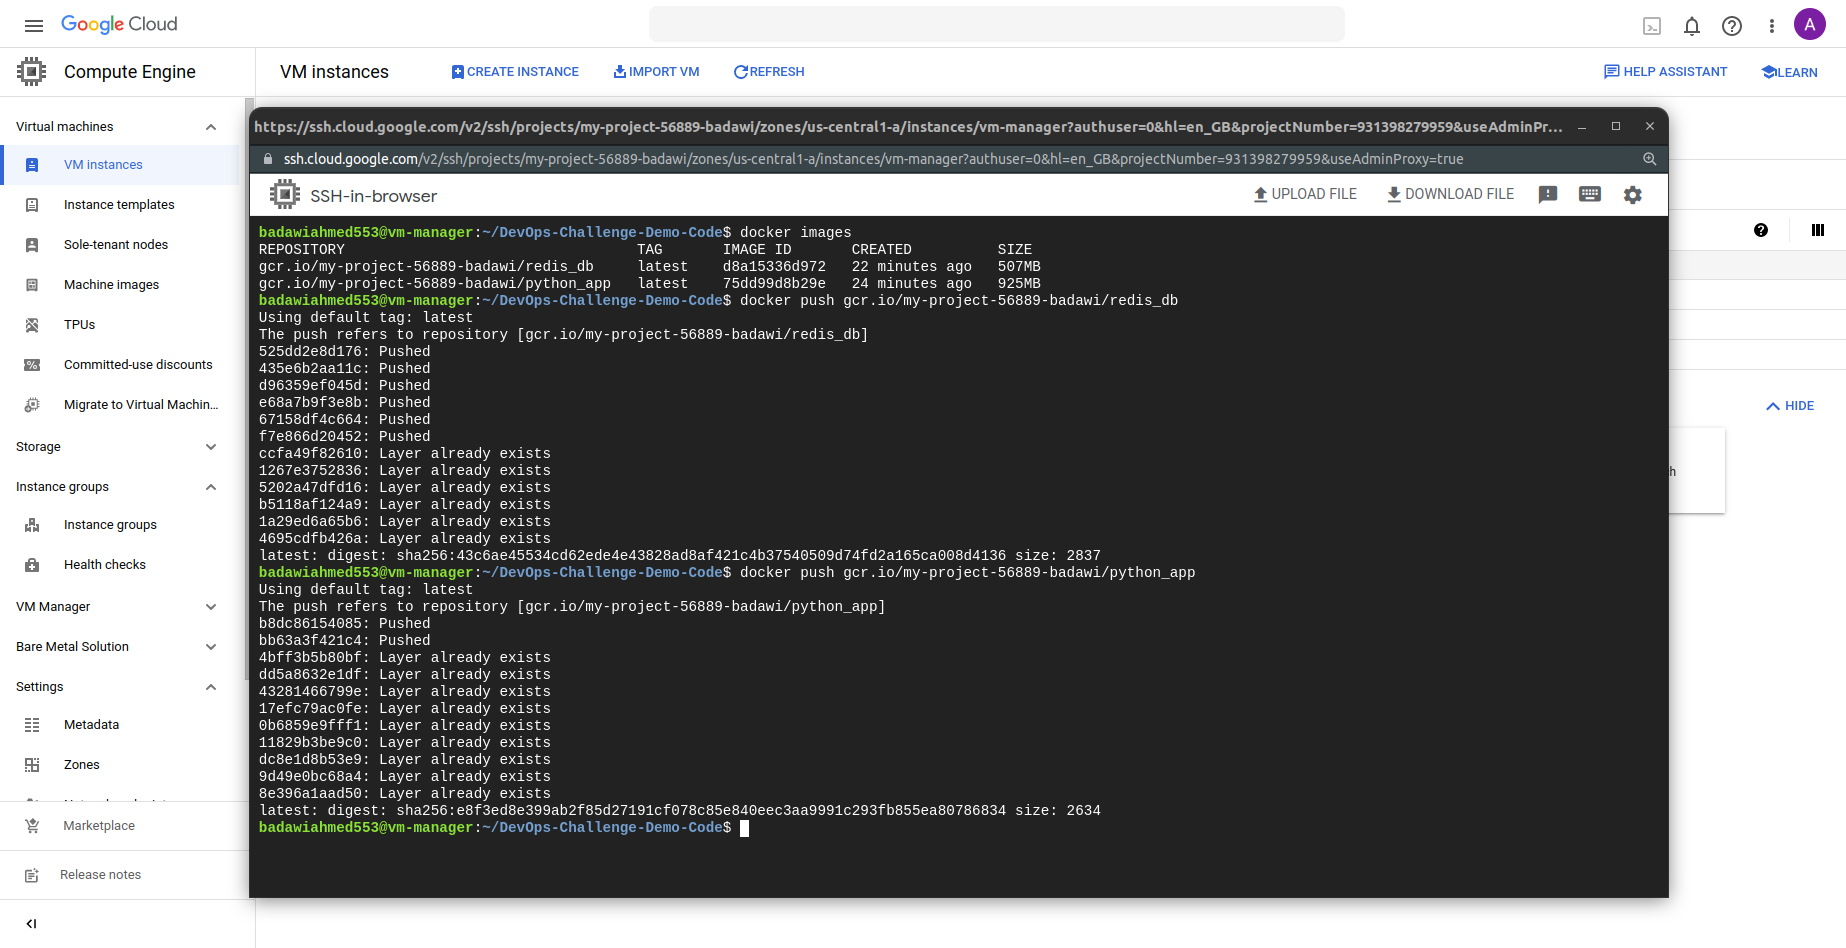 Google Cloud
A
Compute Engine
VM instances
CREATE INSTANCE
IMPORT VM
REFRESH
HELP ASSISTANT
LEARN
Virtual machines
VM instances
Instance templates
Sole-tenant nodes
Machine images
TPUs
Committed-use discounts
Migrate to Virtual Machin...
Storage
Instance groups
Instance groups
Health checks
VM Manager
Bare Metal Solution
Settings
Metadata
Zones
Marketplace
Release notes
https://ssh.cloud.google.com/v2/ssh/projects/my-project-56889-badawi/zones/us-central1-a/instances/vm-manager?authuser=0&hl=en_GB&projectNumber=931398279959&useAdminPr...
ssh.cloud.google.com/v2/ssh/projects/my-project-56889-badawi/zones/us-central1-a/instances/vm-manager?authuser=0&hl=en_GB&projectNumber=931398279959&useAdminProxy=true
SSH-in-browser
UPLOAD FILE
DOWNLOAD FILE
badawiahmed553@vm-manager:~/DevOps-Challenge-Demo-Code$ docker images
REPOSITORY TAG IMAGE ID CREATED SIZE
gcr.io/my-project-56889-badawi/redis_db latest d8a15336d972 22 minutes ago 507MB
gcr.io/my-project-56889-badawi/python_app latest 75dd99d8b29e 24 minutes ago 925MB
badawiahmed553@vm-manager:~/DevOps-Challenge-Demo-Code$ docker push gcr.io/my-project-56889-badawi/redis_db
Using default tag: latest
The push refers to repository [gcr.io/my-project-56889-badawi/redis_db]
525dd2e8d176: Pushed
435e6b2aa11c: Pushed
d96359ef045d: Pushed
e68a7b9f3e8b: Pushed
67158df4c664: Pushed
f7e866d20452: Pushed
ccfa49f82610: Layer already exists
1267e3752836: Layer already exists
5202a47dfd16: Layer already exists
b5118af124a9: Layer already exists
1a29ed6a65b6: Layer already exists
4695cdfb426a: Layer already exists
latest: digest: sha256:43c6ae45534cd62ede4e43828ad8af421c4b37540509d74fd2a165ca008d4136 size: 2837
badawiahmed553@vm-manager:~/DevOps-Challenge-Demo-Code$ docker push gcr.io/my-project-56889-badawi/python_app
Using default tag: latest
The push refers to repository [gcr.io/my-project-56889-badawi/python_app]
b8dc86154085: Pushed
bb63a3f421c4: Pushed
4bff3b5b80bf: Layer already exists
dd5a8632e1df: Layer already exists
43281466799e: Layer already exists
17efc79ac0fe: Layer already exists
0b6859e9fff1: Layer already exists
11829b3be9c0: Layer already exists
dc8e1d8b53e9: Layer already exists
9d49e0bc68a4: Layer already exists
8e396a1aad50: Layer already exists
latest: digest: sha256:e8f3ed8e399ab2f85d27191cf078c85e840eec3aa9991c293fb855ea80786834 size: 2634
badawiahmed553@vm-manager:~/DevOps-Challenge-Demo-Code$
HIDE
h